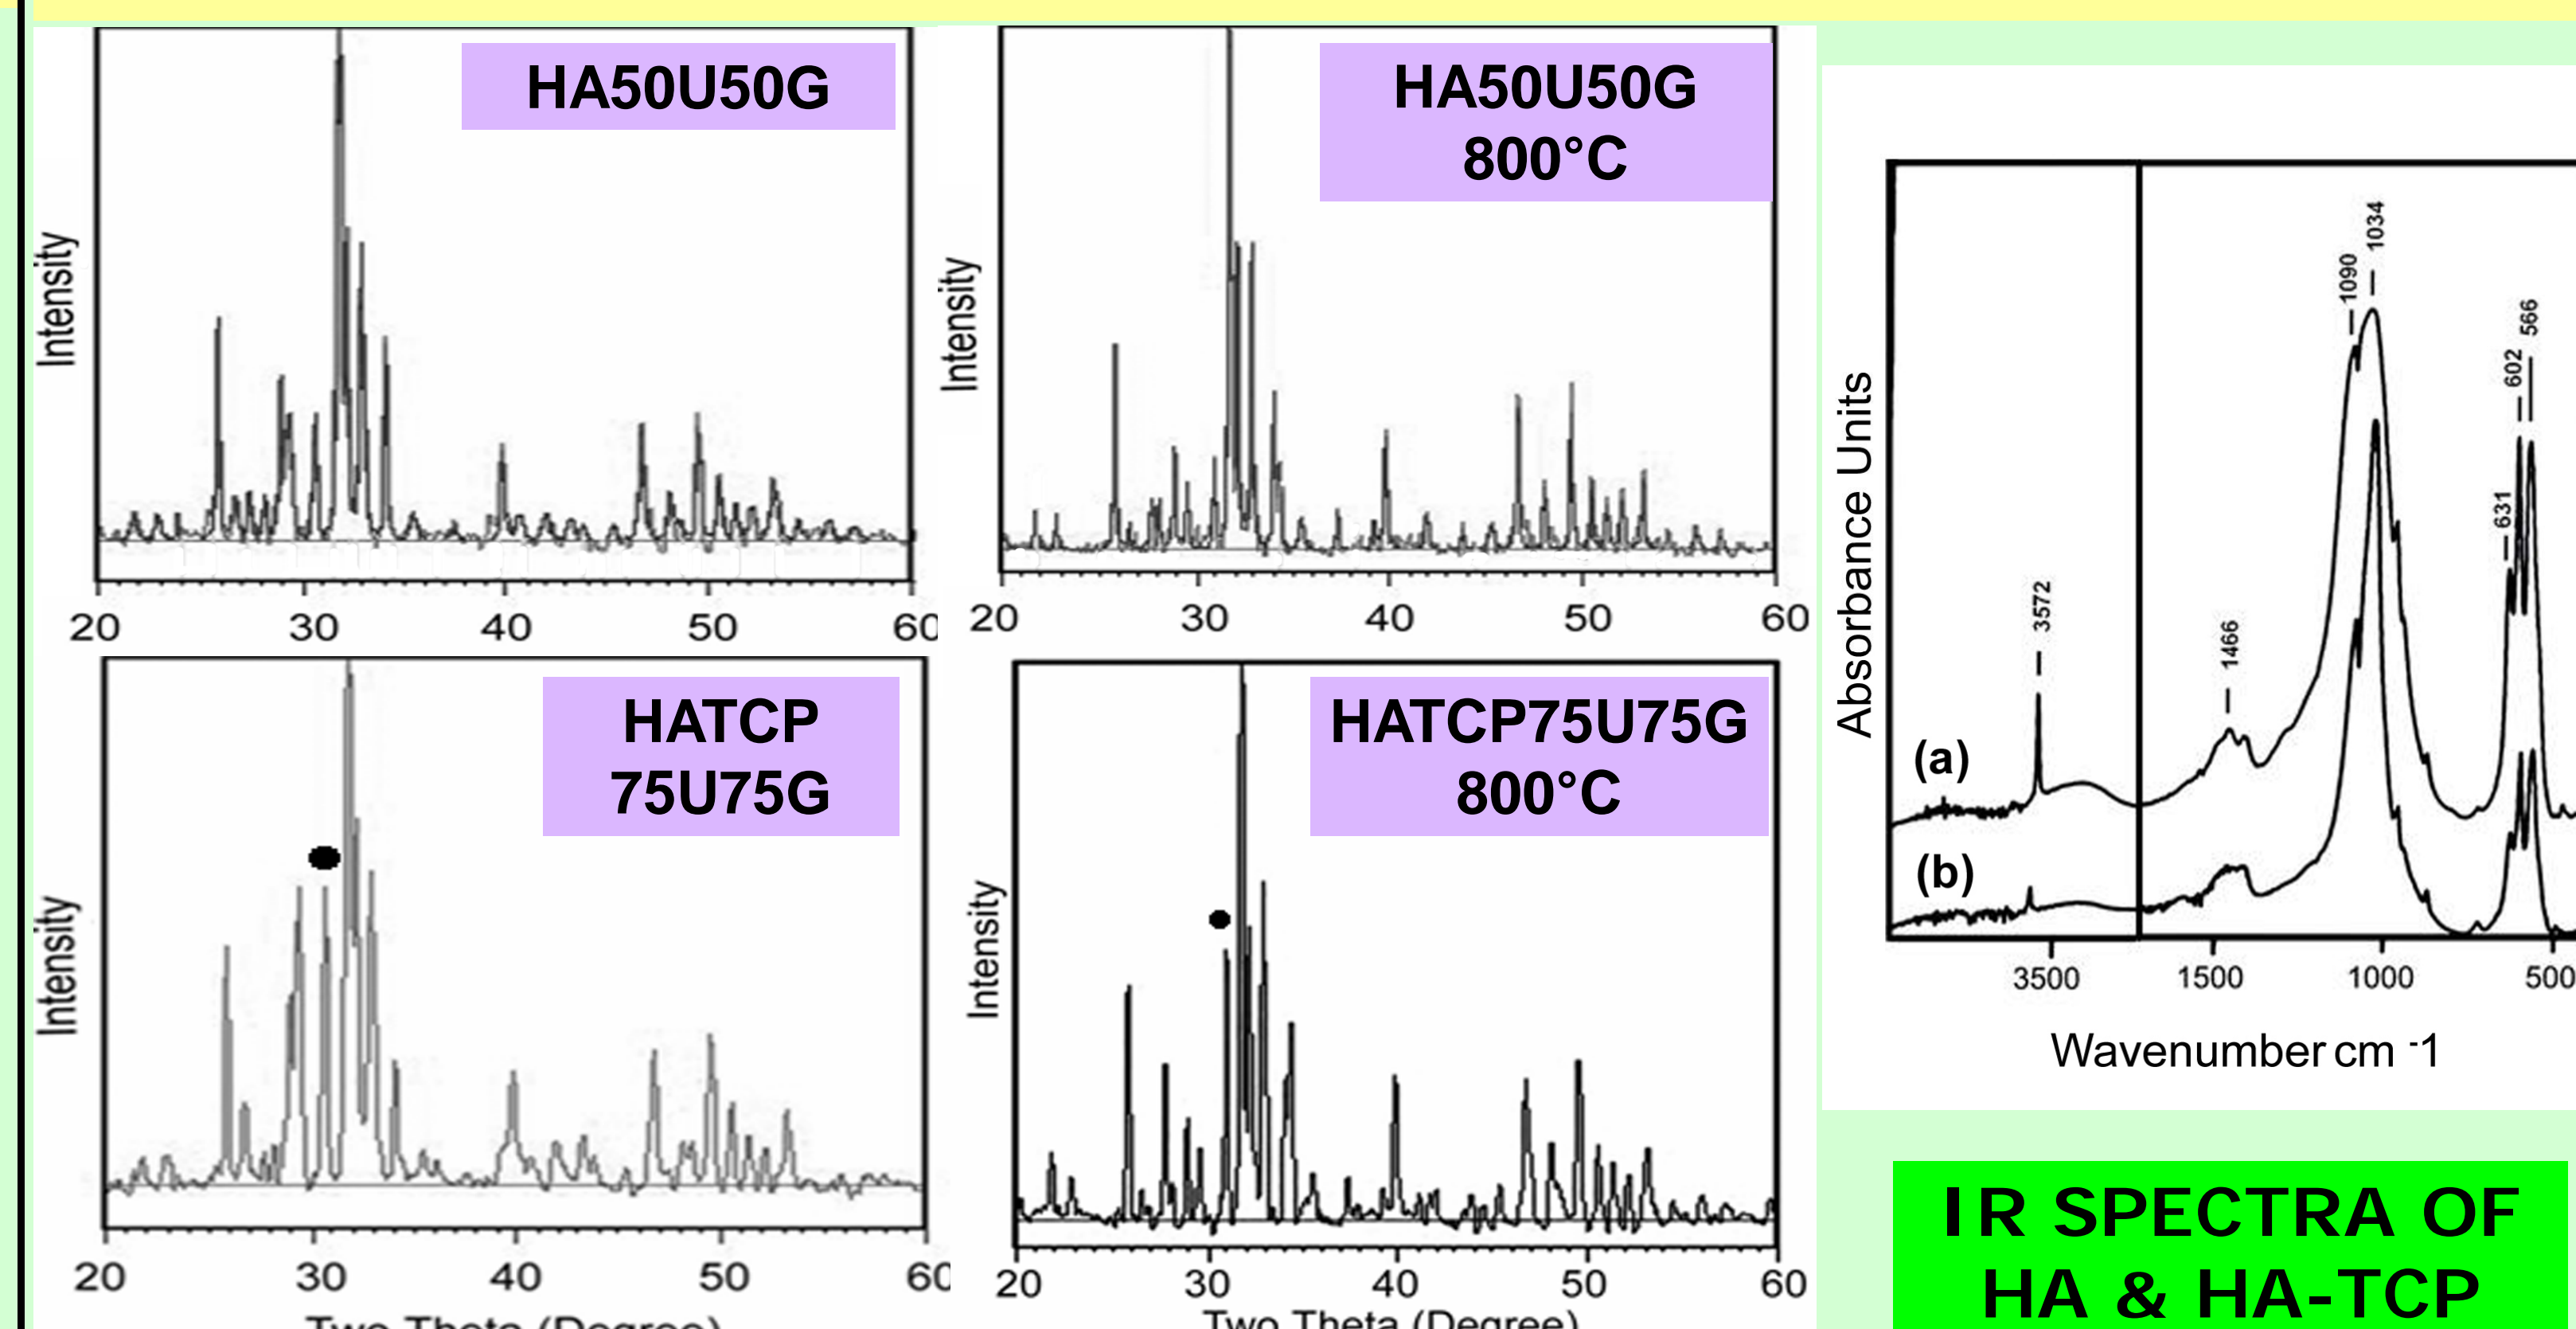 HA50U50G
Intensity
20 30 40 50 60
HA50U50G
800°C
Intensity
20 30 40 50 60
HATCP
75U75G
Intensity
20 30 40 50 60
Two Theta (Degree)
HATCP75U75G
800°C
Intensity
20 30 40 50 60
Two Theta (Degree)
Absorbance Units
3572
1466
1090
1034
631
602
566
(a)
(b)
3500 1500 1000 500
Wavenumber cm -1
IR SPECTRA OF
HA & HA-TCP